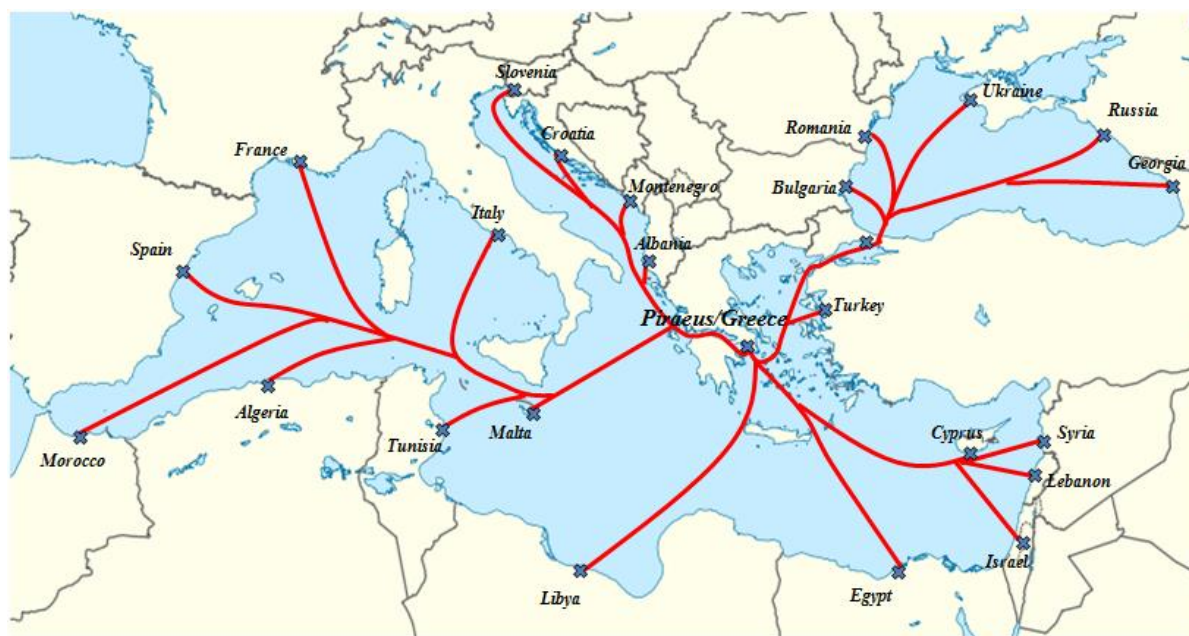 Slovenia
Ukraine
Romania
Russia
Croatia
France
Georgia
Bulgaria
Montenegro
Italy
Albania
Spain
Turkey
Piraeus/Greece
Algeria
Malta
Tunisia
Morocco
Cyprus
Syria
Lebanon
Israel
Libya
Egypt